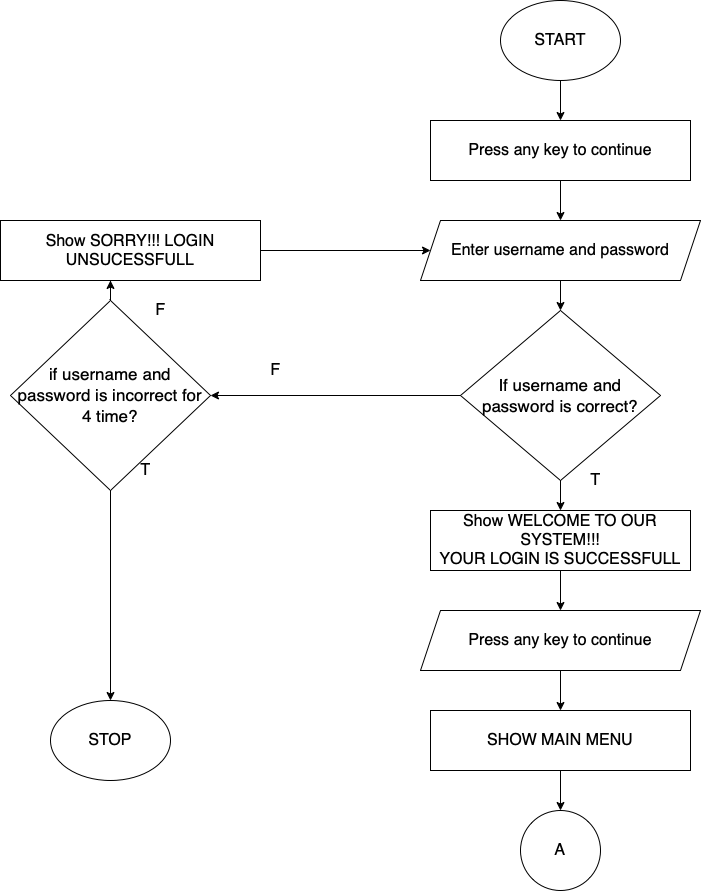 START
Press any key to continue
Show SORRY!!! LOGIN
UNSUCESSFULL
Enter username and password
F
F
if username and
password is incorrect for
4 time?
If username and
password is correct?
T
T
Show WELCOME TO OUR
SYSTEM!!!
YOUR LOGIN IS SUCCESSFULL
Press any key to continue
STOP
SHOW MAIN MENU
A